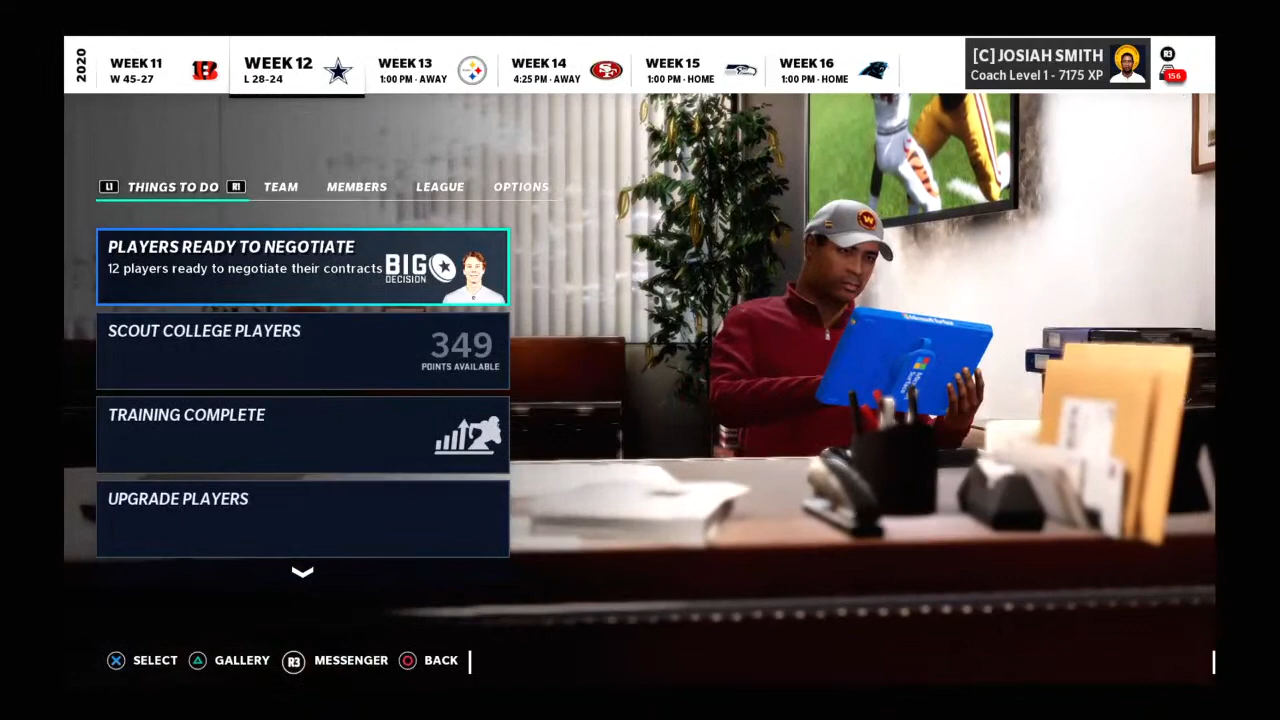 2020
WEEK 11
W 45-27
WEEK 12
L 28-24
WEEK 13
1:00 PM · AWAY
WEEK 14
4:25 PM · AWAY
WEEK 15
1:00 PM · HOME
WEEK 16
1:00 PM · HOME
[C] JOSIAH SMITH
Coach Level 1 - 7175 XP
R3
156
L1 THINGS TO DO R1 TEAM MEMBERS LEAGUE OPTIONS
PLAYERS READY TO NEGOTIATE
12 players ready to negotiate their contracts
BIG
DECISION
SCOUT COLLEGE PLAYERS
349
POINTS AVAILABLE
TRAINING COMPLETE
UPGRADE PLAYERS
W
Microsoft Surface
SELECT GALLERY R3 MESSENGER BACK